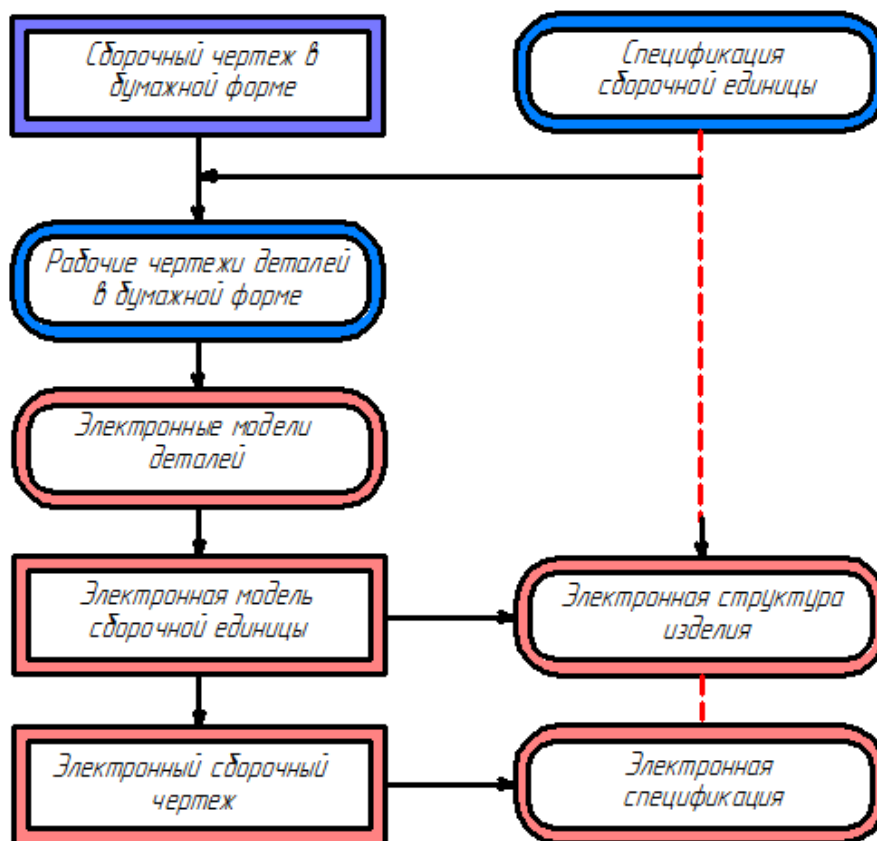 Сборочный чертеж в
бумажной форме
Спецификация
сборочной единицы
Рабочие чертежи деталей
в бумажной форме
Электронные модели
деталей
Электронная модель
сборочной единицы
Электронная структура
изделия
Электронный сборочный
чертеж
Электронная
спецификация